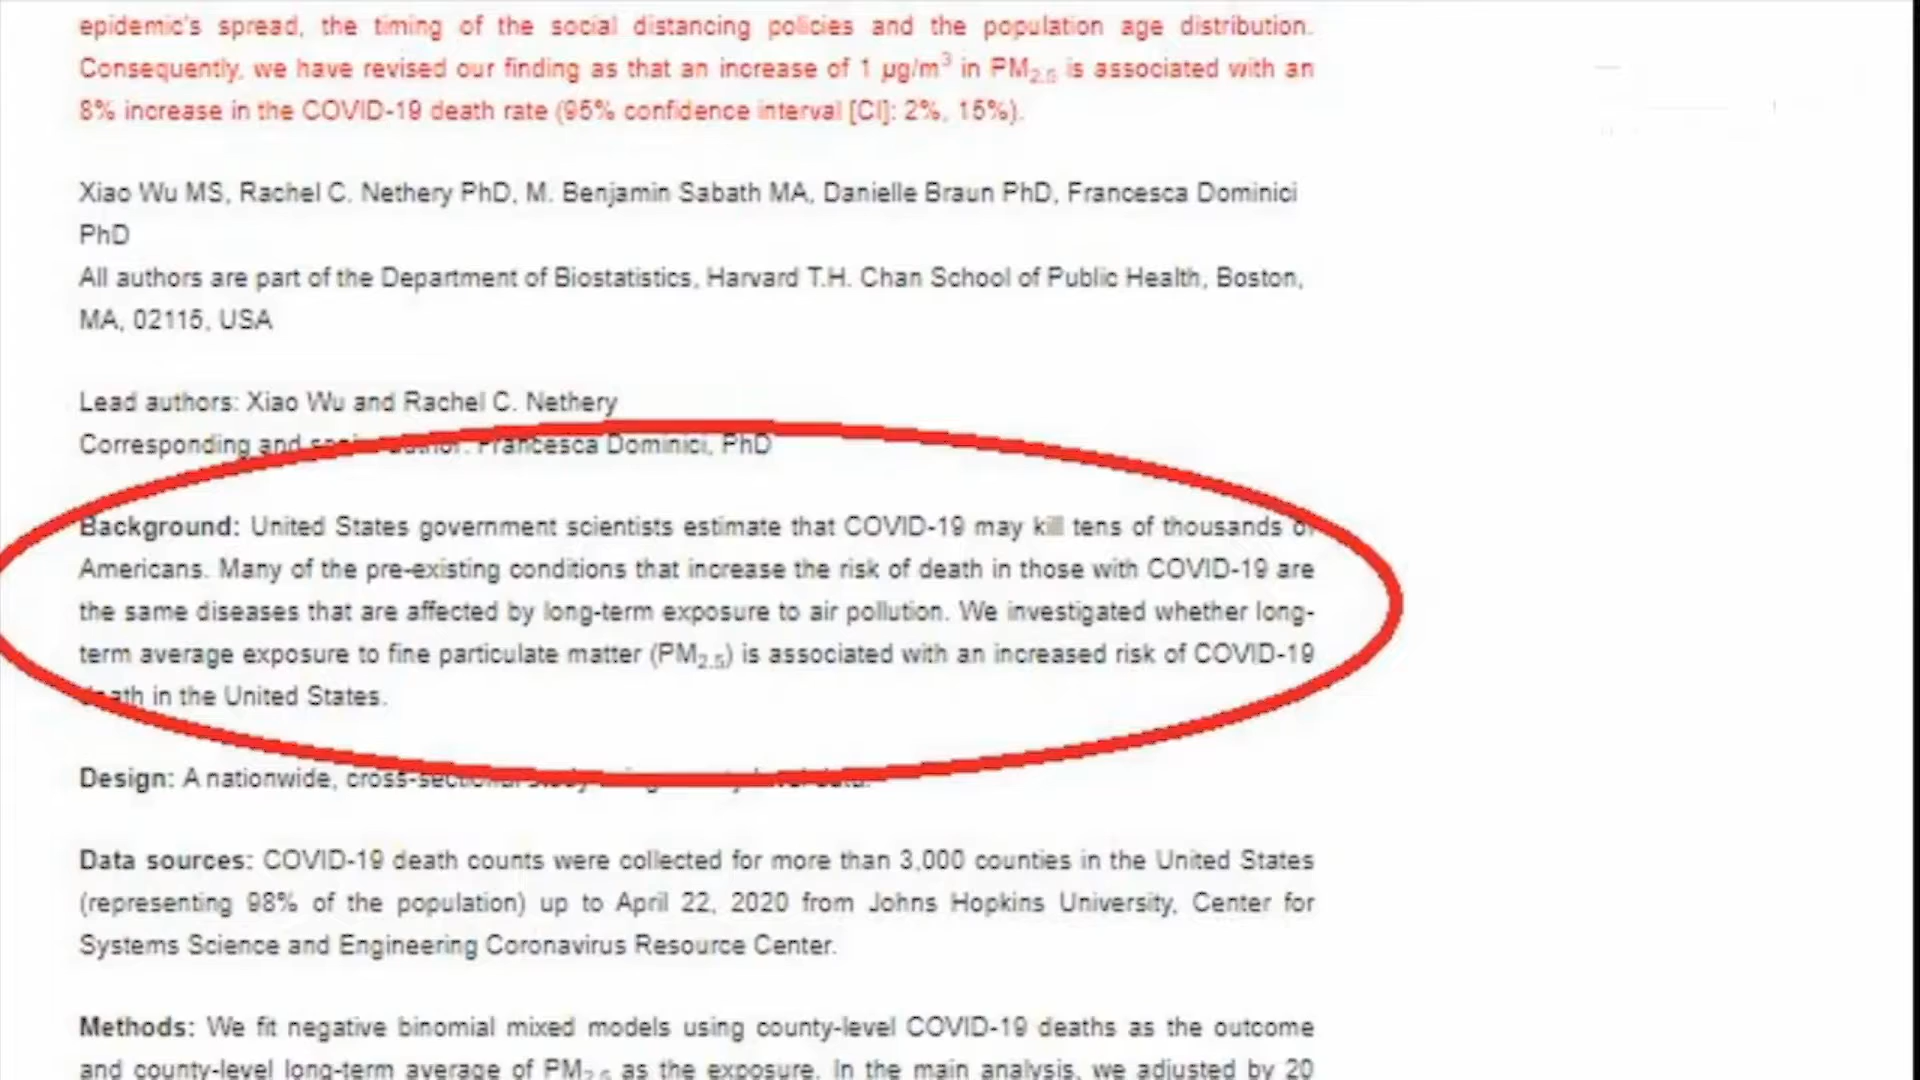 epidemic's spread, the timing of the social distancing policies and the population age distribution.
Consequently, we have revised our finding as that an increase of 1 µg/m³ in PM₂.₅ is associated with an
8% increase in the COVID-19 death rate (95% confidence interval [CI]: 2%, 15%).
Xiao Wu MS, Rachel C. Nethery PhD, M. Benjamin Sabath MA, Danielle Braun PhD, Francesca Dominici
PhD
All authors are part of the Department of Biostatistics, Harvard T.H. Chan School of Public Health, Boston,
MA, 02115, USA
Lead authors: Xiao Wu and Rachel C. Nethery
Corresponding and senior author: Francesca Dominici, PhD
Background: United States government scientists estimate that COVID-19 may kill tens of thousands of
Americans. Many of the pre-existing conditions that increase the risk of death in those with COVID-19 are
the same diseases that are affected by long-term exposure to air pollution. We investigated whether long-
term average exposure to fine particulate matter (PM₂.₅) is associated with an increased risk of COVID-19
death in the United States.
Design: A nationwide, cross-sectional study using county-level data.
Data sources: COVID-19 death counts were collected for more than 3,000 counties in the United States
(representing 98% of the population) up to April 22, 2020 from Johns Hopkins University, Center for
Systems Science and Engineering Coronavirus Resource Center.
Methods: We fit negative binomial mixed models using county-level COVID-19 deaths as the outcome
and county-level long-term average of PM₂.₅ as the exposure. In the main analysis, we adjusted by 20